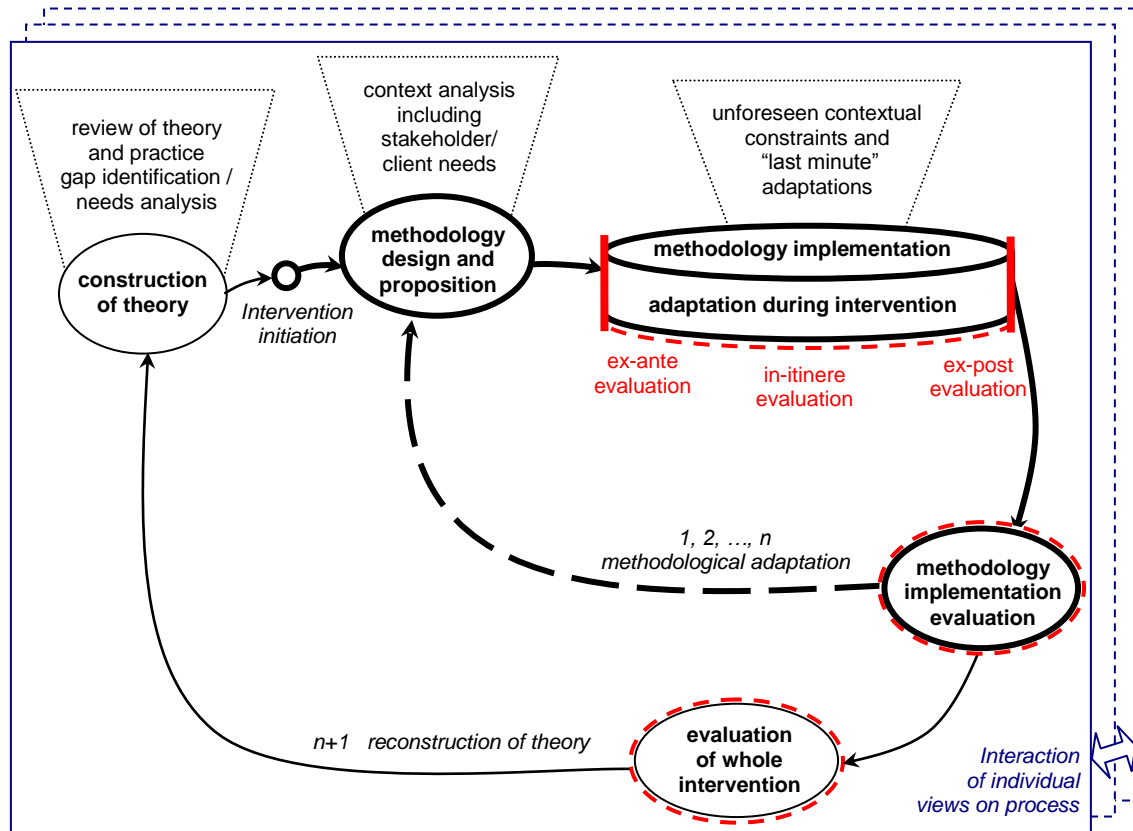 review of theory
and practice
gap identification /
needs analysis
context analysis
including
stakeholder/
client needs
unforeseen contextual
constraints and
“last minute”
adaptations
construction
of theory
Intervention
initiation
methodology
design and
proposition
methodology implementation
adaptation during intervention
ex-ante
evaluation
in-itinere
evaluation
ex-post
evaluation
1, 2, …, n
methodological adaptation
methodology
implementation
evaluation
n+1 reconstruction of theory
evaluation
of whole
intervention
Interaction
of individual
views on process